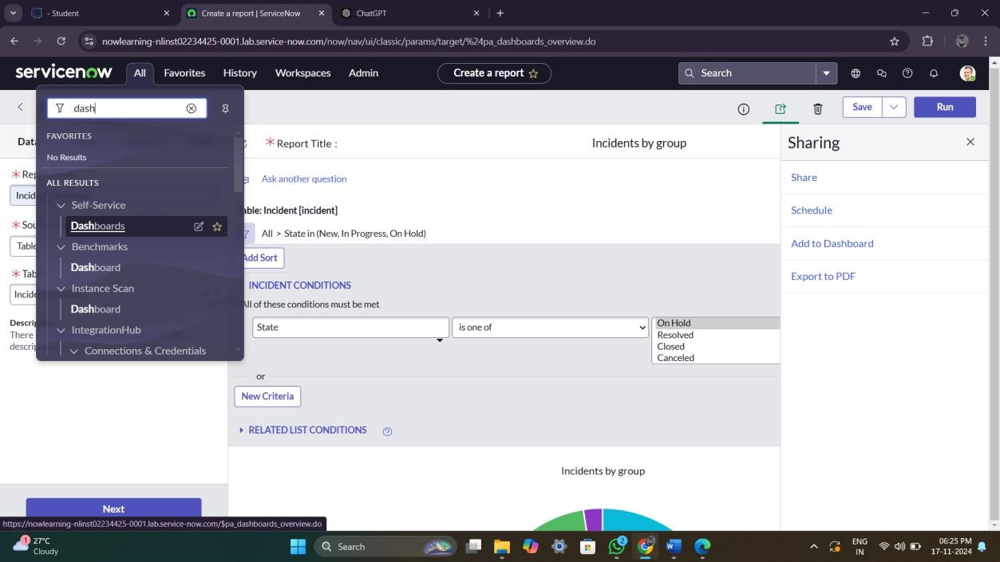 - Student
Create a report | ServiceNow
ChatGPT
nowlearning-nlinst02234425-0001.lab.service-now.com/now/nav/ui/classic/params/target/%24pa_dashboards_overview.do
servicenow
All
Favorites
History
Workspaces
Admin
Create a report
Search
dash
Save
Run
FAVORITES
No Results
ALL RESULTS
Self-Service
Dashboards
Benchmarks
Dashboard
Instance Scan
Dashboard
IntegrationHub
Connections & Credentials
Data
* Rep
Incid
* Sou
Table
* Tab
Incide
Descrip
There
descrip
Next
* Report Title :
Incidents by group
Ask another question
able: Incident [incident]
All > State in (New, In Progress, On Hold)
Add Sort
INCIDENT CONDITIONS
All of these conditions must be met
State
is one of
On Hold
Resolved
Closed
Canceled
or
New Criteria
RELATED LIST CONDITIONS
Incidents by group
Sharing
Share
Schedule
Add to Dashboard
Export to PDF
https://nowlearning-nlinst02234425-0001.lab.service-now.com/$pa_dashboards_overview.do
1
27°C
Cloudy
Search
2
ENG
IN
06:25 PM
17-11-2024